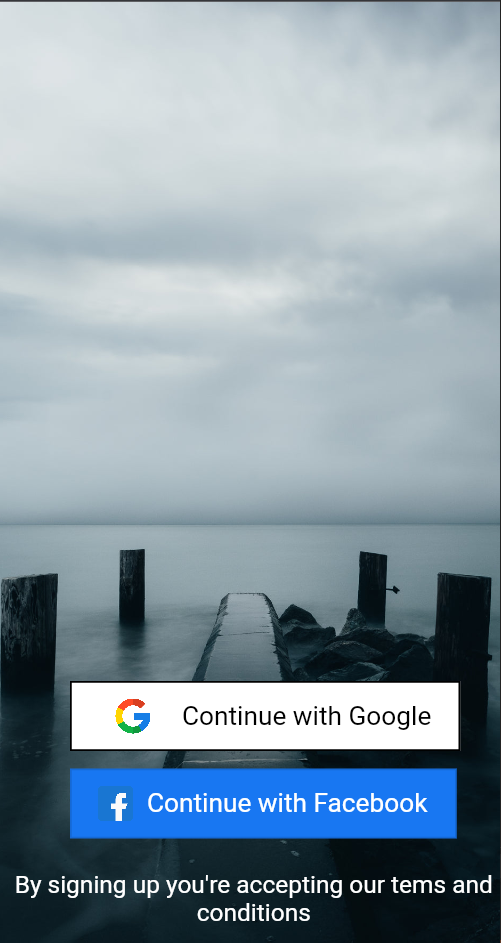 Continue with Google
Continue with Facebook
By signing up you're accepting our tems and
conditions